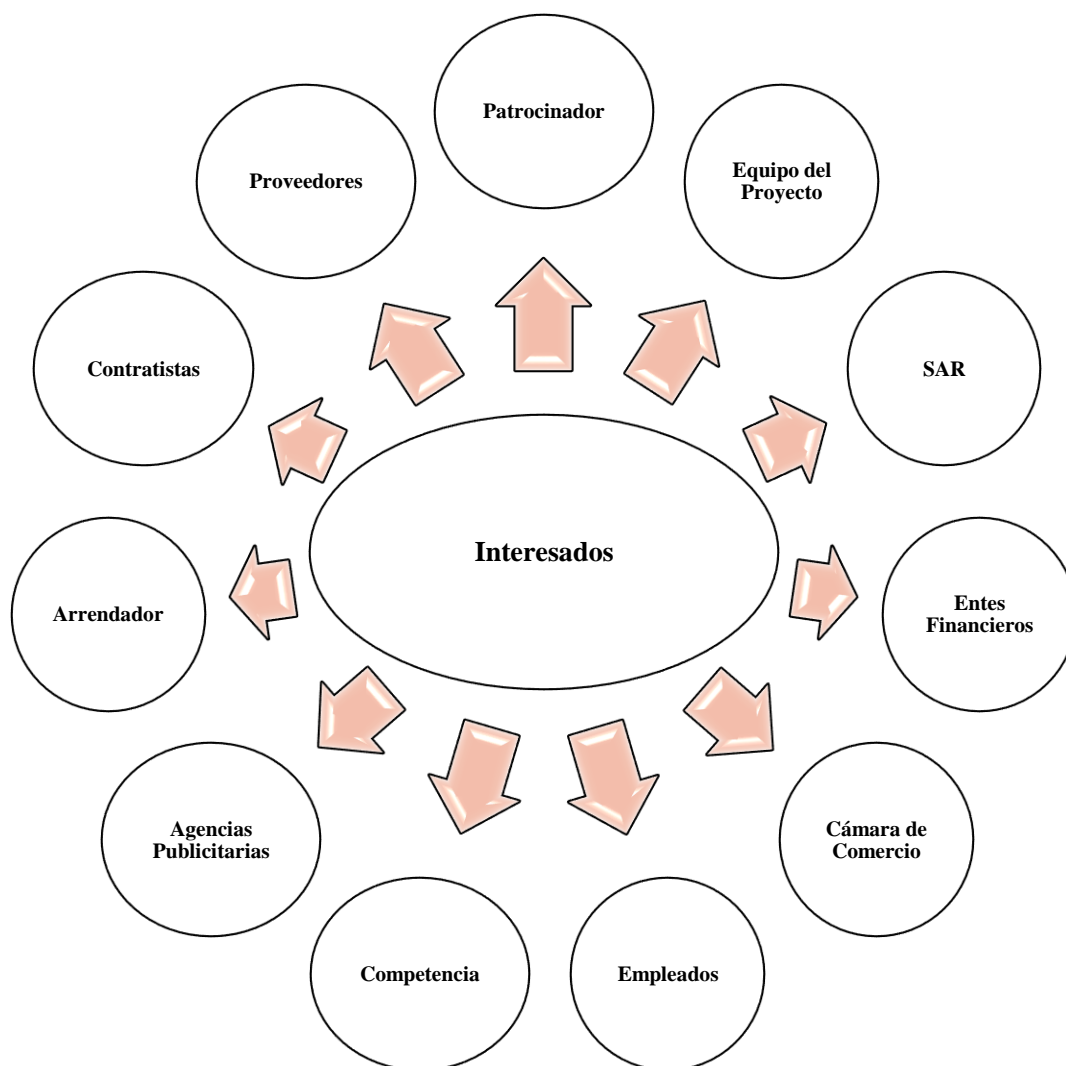 Patrocinador
Equipo del
Proyecto
SAR
Entes
Financieros
Cámara de
Comercio
Empleados
Competencia
Agencias
Publicitarias
Arrendador
Contratistas
Proveedores
Interesados